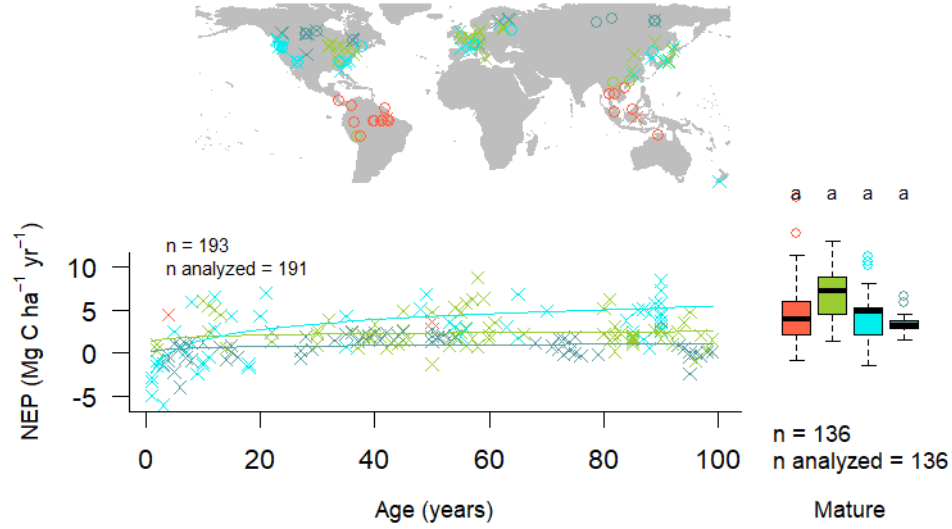 a a a a
n = 193
n analyzed = 191
NEP (Mg C ha⁻¹ yr⁻¹)
10
5
0
-5
0 20 40 60 80 100
Age (years)
n = 136
n analyzed = 136
Mature